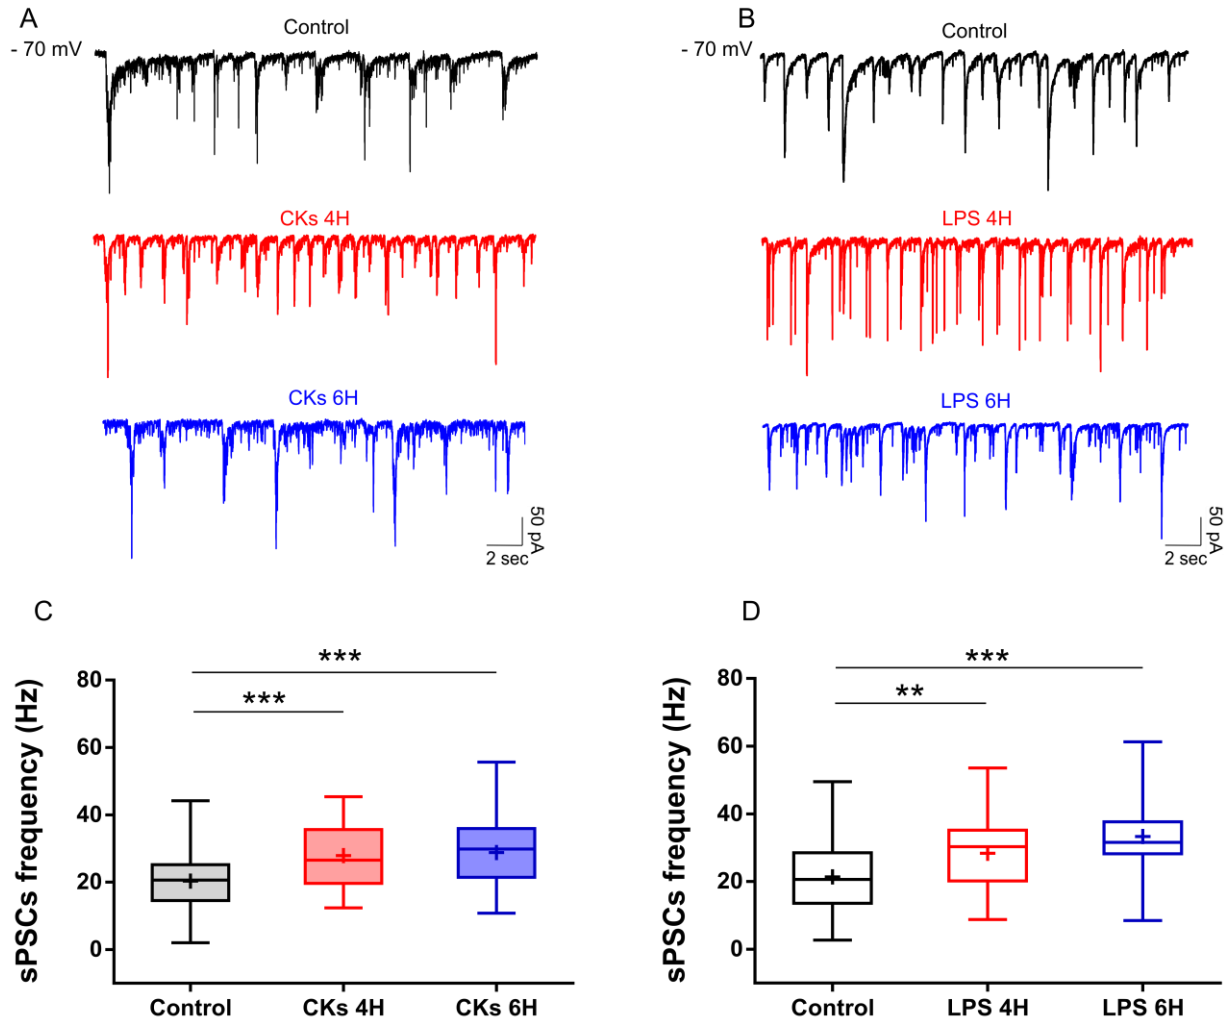 A
Control
- 70 mV
CKs 4H
CKs 6H
50 pA
2 sec
B
Control
- 70 mV
LPS 4H
LPS 6H
50 pA
2 sec
C
sPSCs frequency (Hz)
80
60
40
20
0
***
***
Control CKs 4H CKs 6H
D
sPSCs frequency (Hz)
80
60
40
20
0
***
**
Control LPS 4H LPS 6H